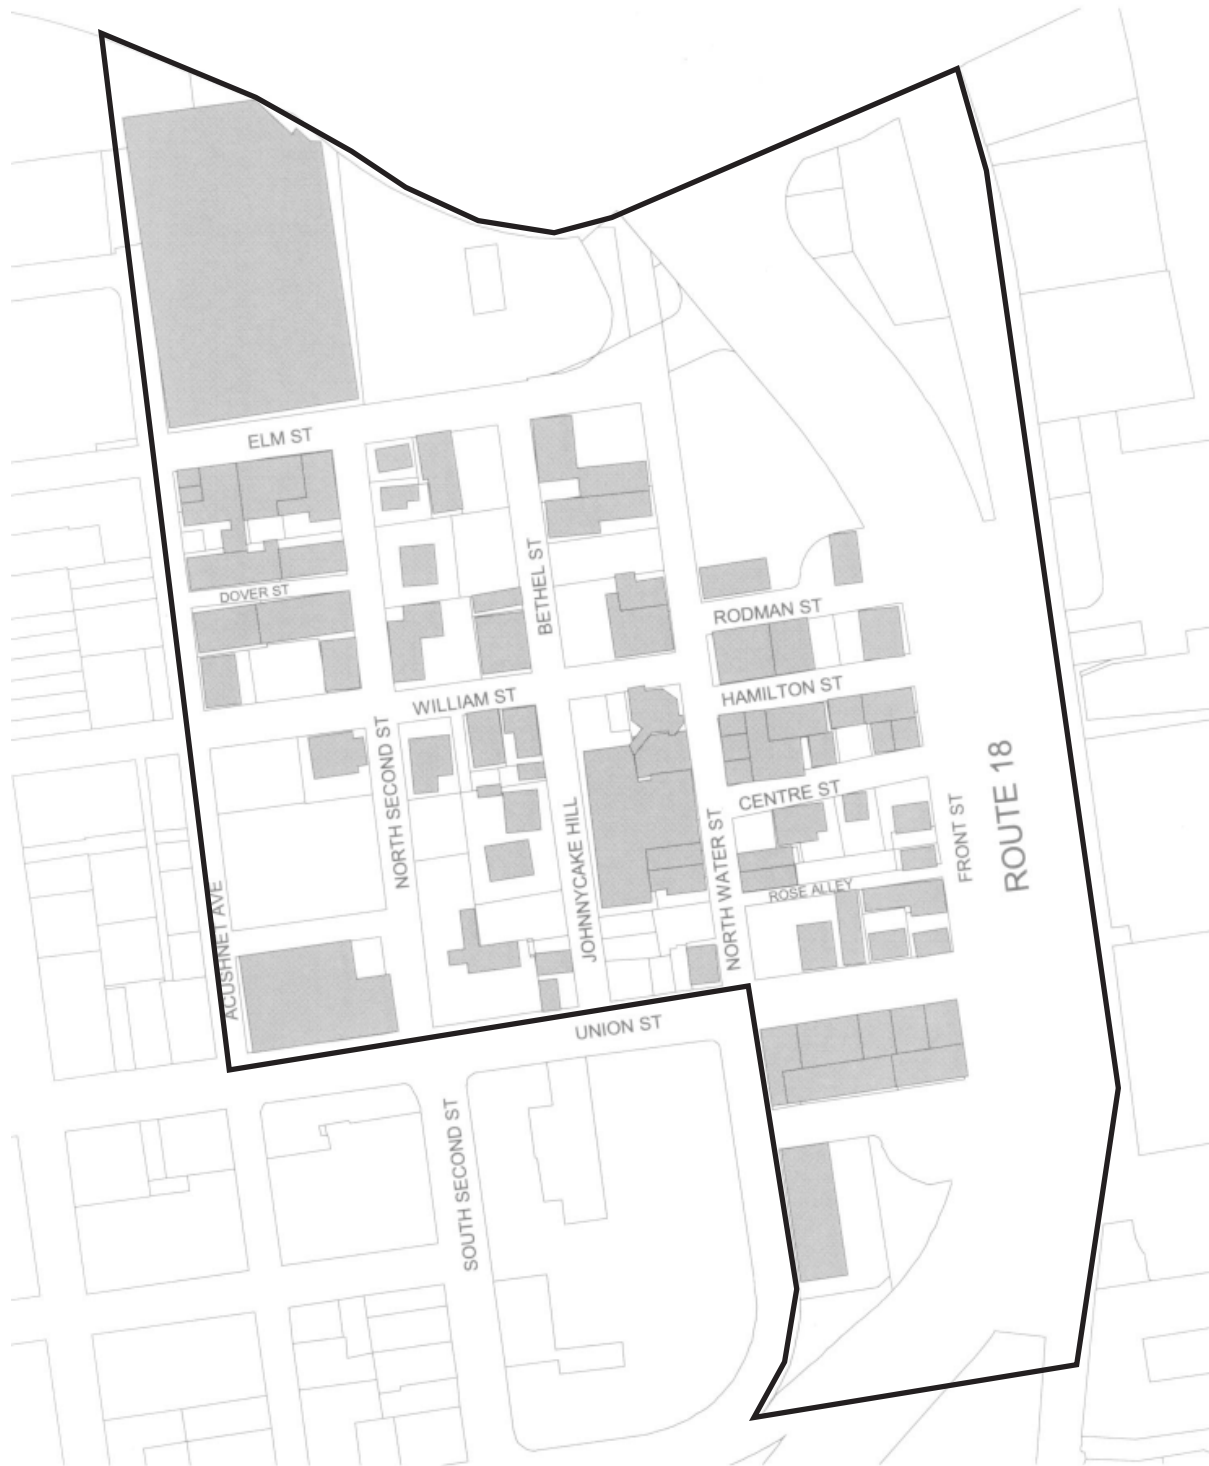 ELM ST
DOVER ST
BETHEL ST
RODMAN ST
WILLIAM ST
HAMILTON ST
NORTH SECOND ST
CENTRE ST
JOHNNYCAKE HILL
NORTH WATER ST
FRONT ST
ROUTE 18
ROSE ALLEY
ACUSHNET AVE
UNION ST
SOUTH SECOND ST